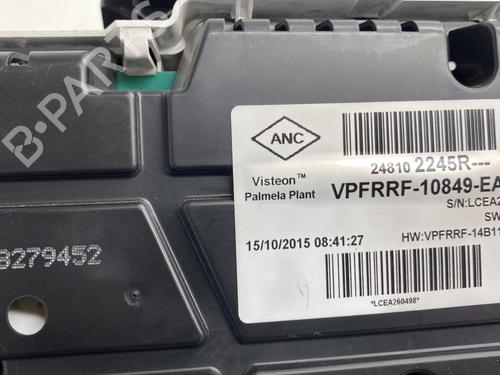 B-PARTS
ANC
24810 2245R---
Visteon™
Palmela Plant
VPFRRF-10849-EA
S/N:LCEA2
SW
15/10/2015 08:41:27
HW:VPFRRF-14B11
*LCEA260498*
8279452